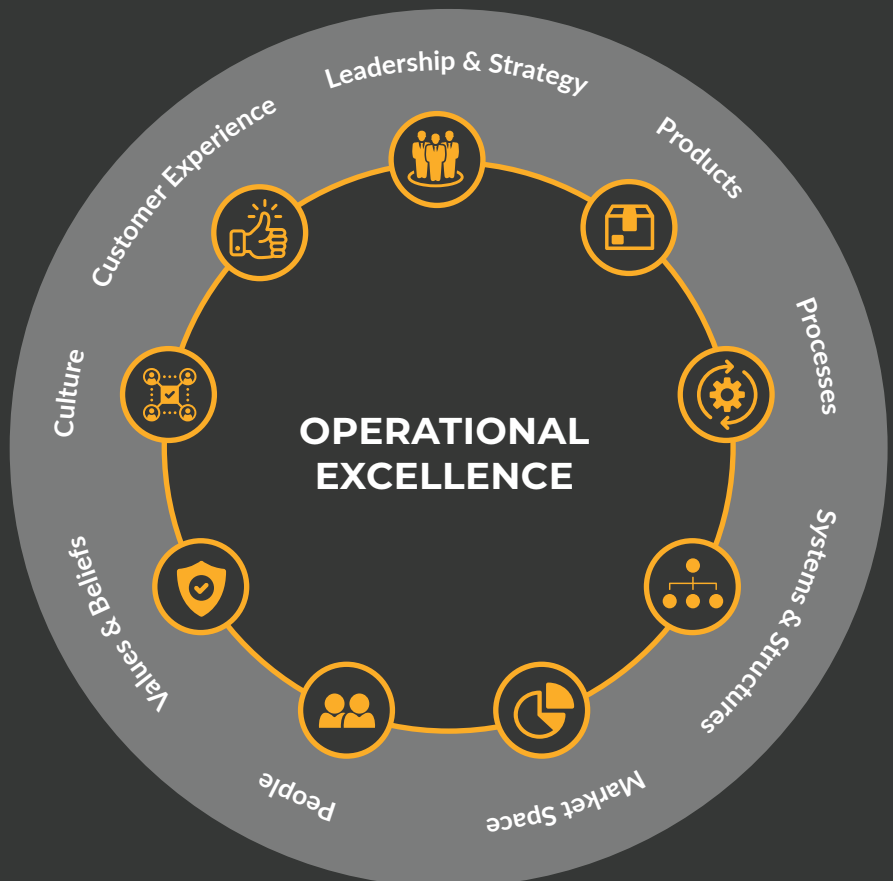 Leadership & Strategy
Products
Processes
Systems & Structures
Market Space
People
Values & Beliefs
Culture
Customer Experience
OPERATIONAL
EXCELLENCE